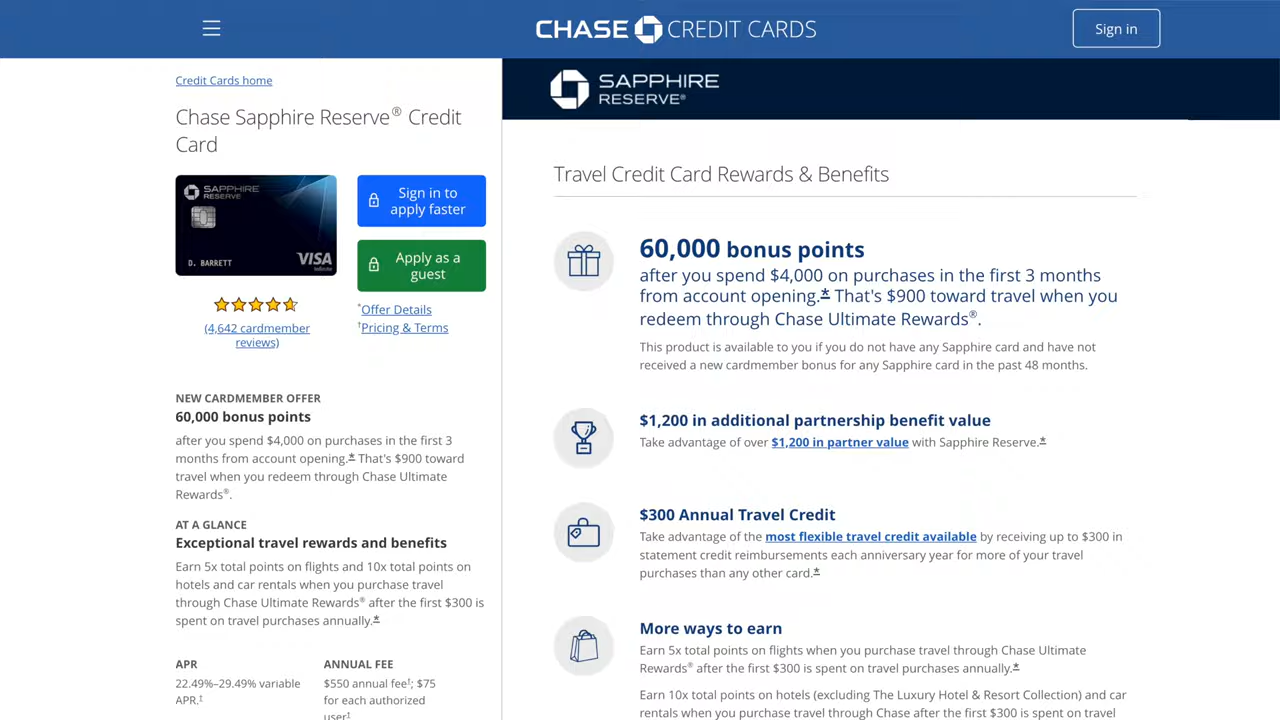 CHASE CREDIT CARDS
Sign in
Credit Cards home
Chase Sapphire Reserve® Credit
Card
SAPPHIRE
RESERVE
D. BARRETT
VISA
Infinite
Sign in to
apply faster
Apply as a
guest
(4,642 cardmember
reviews)
*Offer Details
†Pricing & Terms
NEW CARDMEMBER OFFER
60,000 bonus points
after you spend $4,000 on purchases in the first 3
months from account opening.* That's $900 toward
travel when you redeem through Chase Ultimate
Rewards®.
AT A GLANCE
Exceptional travel rewards and benefits
Earn 5x total points on flights and 10x total points on
hotels and car rentals when you purchase travel
through Chase Ultimate Rewards® after the first $300 is
spent on travel purchases annually.*
APR
22.49%–29.49% variable
APR.†
ANNUAL FEE
$550 annual fee†; $75
for each authorized
user†
SAPPHIRE
RESERVE®
Travel Credit Card Rewards & Benefits
60,000 bonus points
after you spend $4,000 on purchases in the first 3 months
from account opening.* That's $900 toward travel when you
redeem through Chase Ultimate Rewards®.
This product is available to you if you do not have any Sapphire card and have not
received a new cardmember bonus for any Sapphire card in the past 48 months.
$1,200 in additional partnership benefit value
Take advantage of over $1,200 in partner value with Sapphire Reserve.*
$300 Annual Travel Credit
Take advantage of the most flexible travel credit available by receiving up to $300 in
statement credit reimbursements each anniversary year for more of your travel
purchases than any other card.*
More ways to earn
Earn 5x total points on flights when you purchase travel through Chase Ultimate
Rewards® after the first $300 is spent on travel purchases annually.*
Earn 10x total points on hotels (excluding The Luxury Hotel & Resort Collection) and car
rentals when you purchase travel through Chase after the first $300 is spent on travel